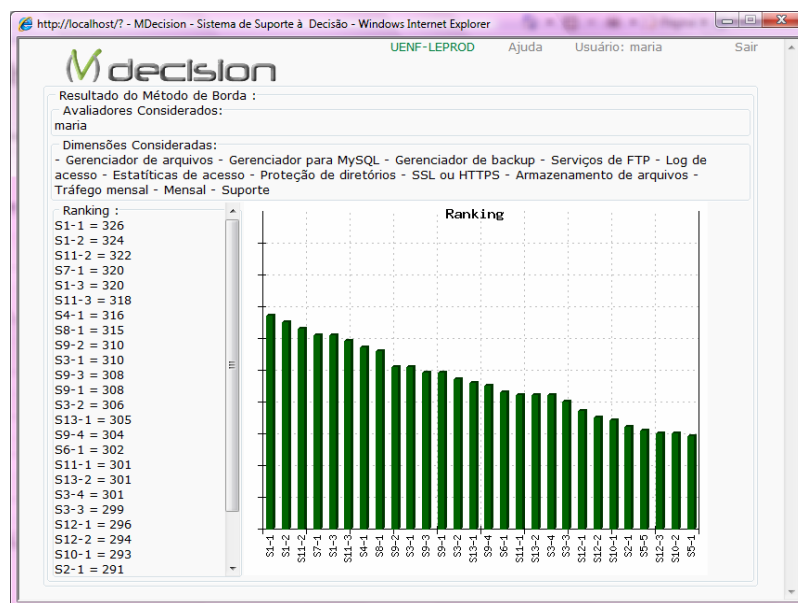 http://localhost/? - MDecision - Sistema de Suporte à Decisão - Windows Internet Explorer
UENF-LEPROD Ajuda Usuário: maria Sair
Mdecision
Resultado do Método de Borda :
Avaliadores Considerados:
maria
Dimensões Consideradas:
- Gerenciador de arquivos - Gerenciador para MySQL - Gerenciador de backup - Serviços de FTP - Log de
acesso - Estatíticas de acesso - Proteção de diretórios - SSL ou HTTPS - Armazenamento de arquivos -
Tráfego mensal - Mensal - Suporte
Ranking :
S1-1 = 326
S1-2 = 324
S11-2 = 322
S7-1 = 320
S1-3 = 320
S11-3 = 318
S4-1 = 316
S8-1 = 315
S9-2 = 310
S3-1 = 310
S9-3 = 308
S9-1 = 308
S3-2 = 306
S13-1 = 305
S9-4 = 304
S6-1 = 302
S11-1 = 301
S13-2 = 301
S3-4 = 301
S3-3 = 299
S12-1 = 296
S12-2 = 294
S10-1 = 293
S2-1 = 291
Ranking
S1-1
S1-2
S11-2
S7-1
S1-3
S11-3
S4-1
S8-1
S9-2
S3-1
S9-3
S9-1
S3-2
S13-1
S9-4
S6-1
S11-1
S13-2
S3-4
S3-3
S12-1
S12-2
S10-1
S2-1
S5-5
S12-3
S10-2
S5-1